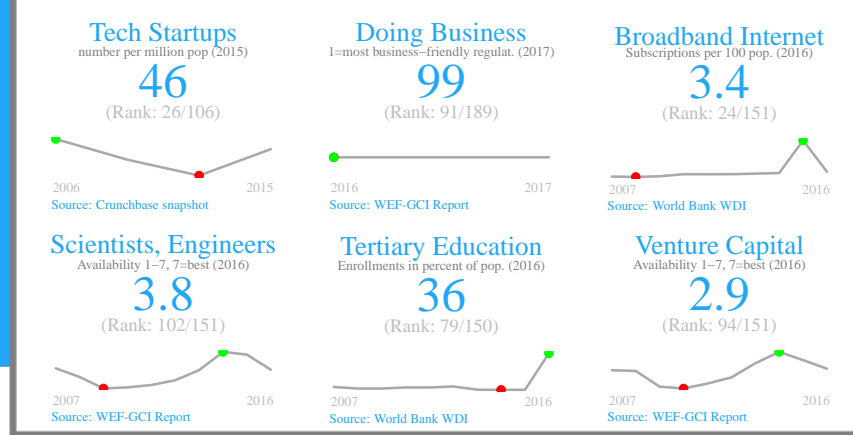 Tech Startups
number per million pop (2015)
46
(Rank: 26/106)
2006 2015
Source: Crunchbase snapshot
Doing Business
1=most business−friendly regulat. (2017)
99
(Rank: 91/189)
2016 2017
Source: WEF-GCI Report
Broadband Internet
Subscriptions per 100 pop. (2016)
3.4
(Rank: 24/151)
2007 2016
Source: World Bank WDI
Scientists, Engineers
Availability 1−7, 7=best (2016)
3.8
(Rank: 102/151)
2007 2016
Source: WEF-GCI Report
Tertiary Education
Enrollments in percent of pop. (2016)
36
(Rank: 79/150)
2007 2016
Source: World Bank WDI
Venture Capital
Availability 1−7, 7=best (2016)
2.9
(Rank: 94/151)
2007 2016
Source: WEF-GCI Report